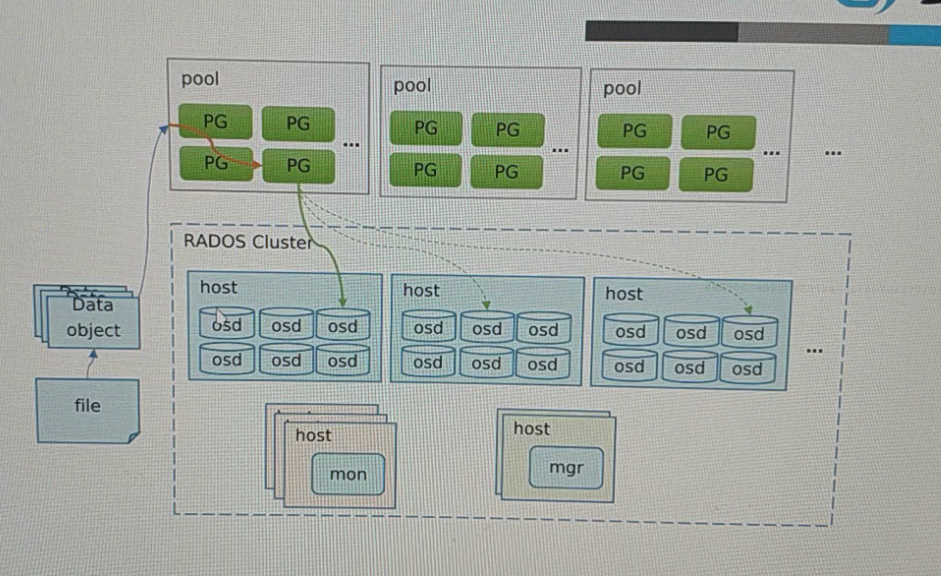 pool
PG PG
...
PG PG
pool
PG PG
...
PG PG
pool
PG PG
...
PG PG
...
RADOS Cluster
host
osd osd osd
osd osd osd
host
osd osd osd
osd osd osd
host
osd osd osd
osd osd osd
...
Data
object
file
host
mon
host
mgr